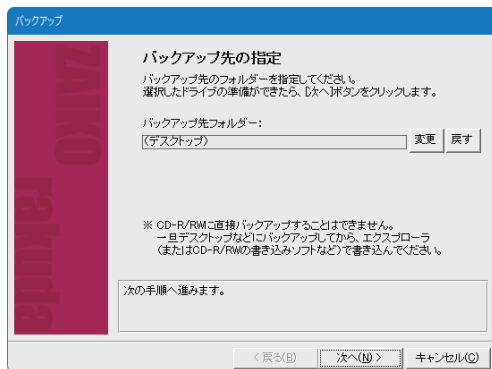 バックアップ
ZAIKO rakuda
バックアップ先の指定
バックアップ先のフォルダーを指定してください。
選択したドライブの準備ができたら、[次へ]ボタンをクリックします。
バックアップ先フォルダー:
(デスクトップ)
変更
戻す
※ CD-R/RWに直接バックアップすることはできません。
一旦デスクトップなどにバックアップしてから、エクスプローラ
(またはCD-R/RWの書き込みソフトなど)で書き込んでください。
次の手順へ進みます。
< 戻る(B)
次へ(N) >
キャンセル(C)